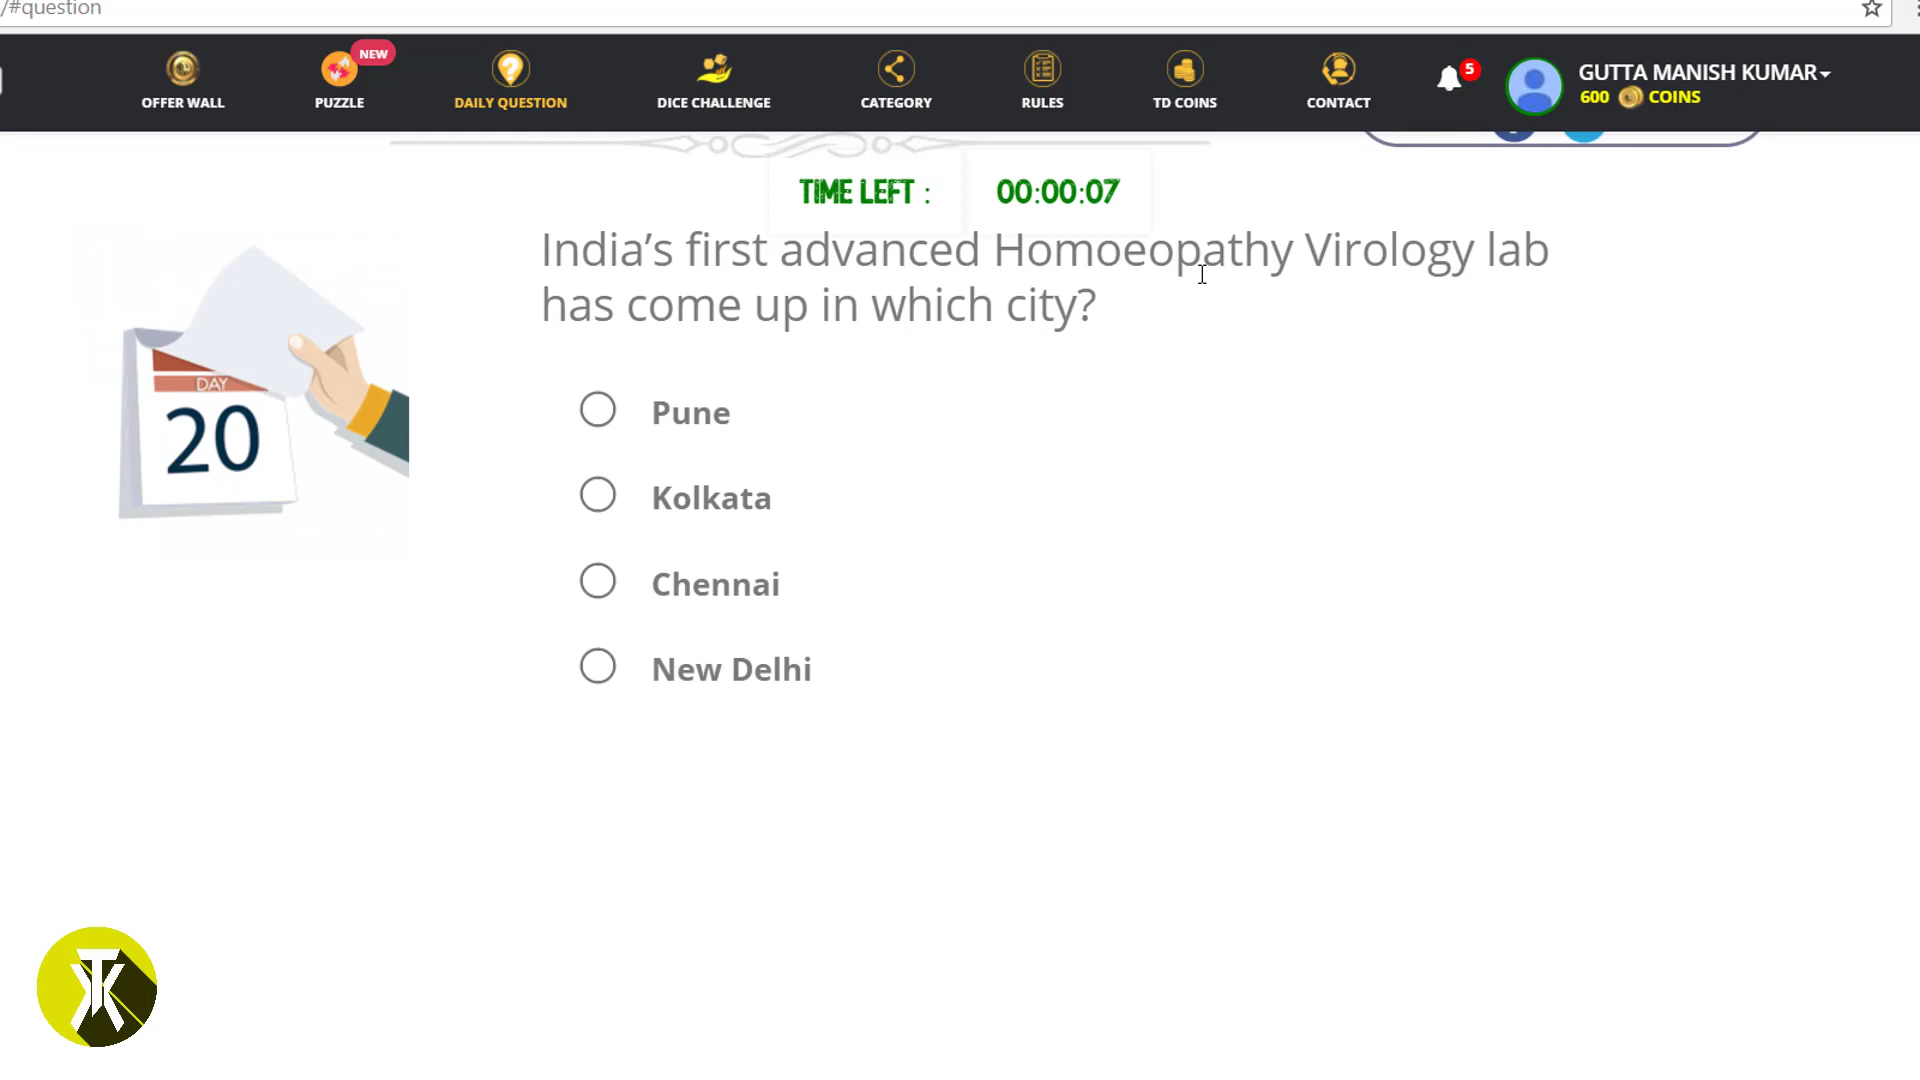 /#question
NEW
OFFER WALL PUZZLE DAILY QUESTION DICE CHALLENGE CATEGORY RULES TD COINS CONTACT
5
GUTTA MANISH KUMAR
600 COINS
TIME LEFT : 00:00:07
India’s first advanced Homoeopathy Virology lab
has come up in which city?
DAY
20
Pune
Kolkata
Chennai
New Delhi
TK